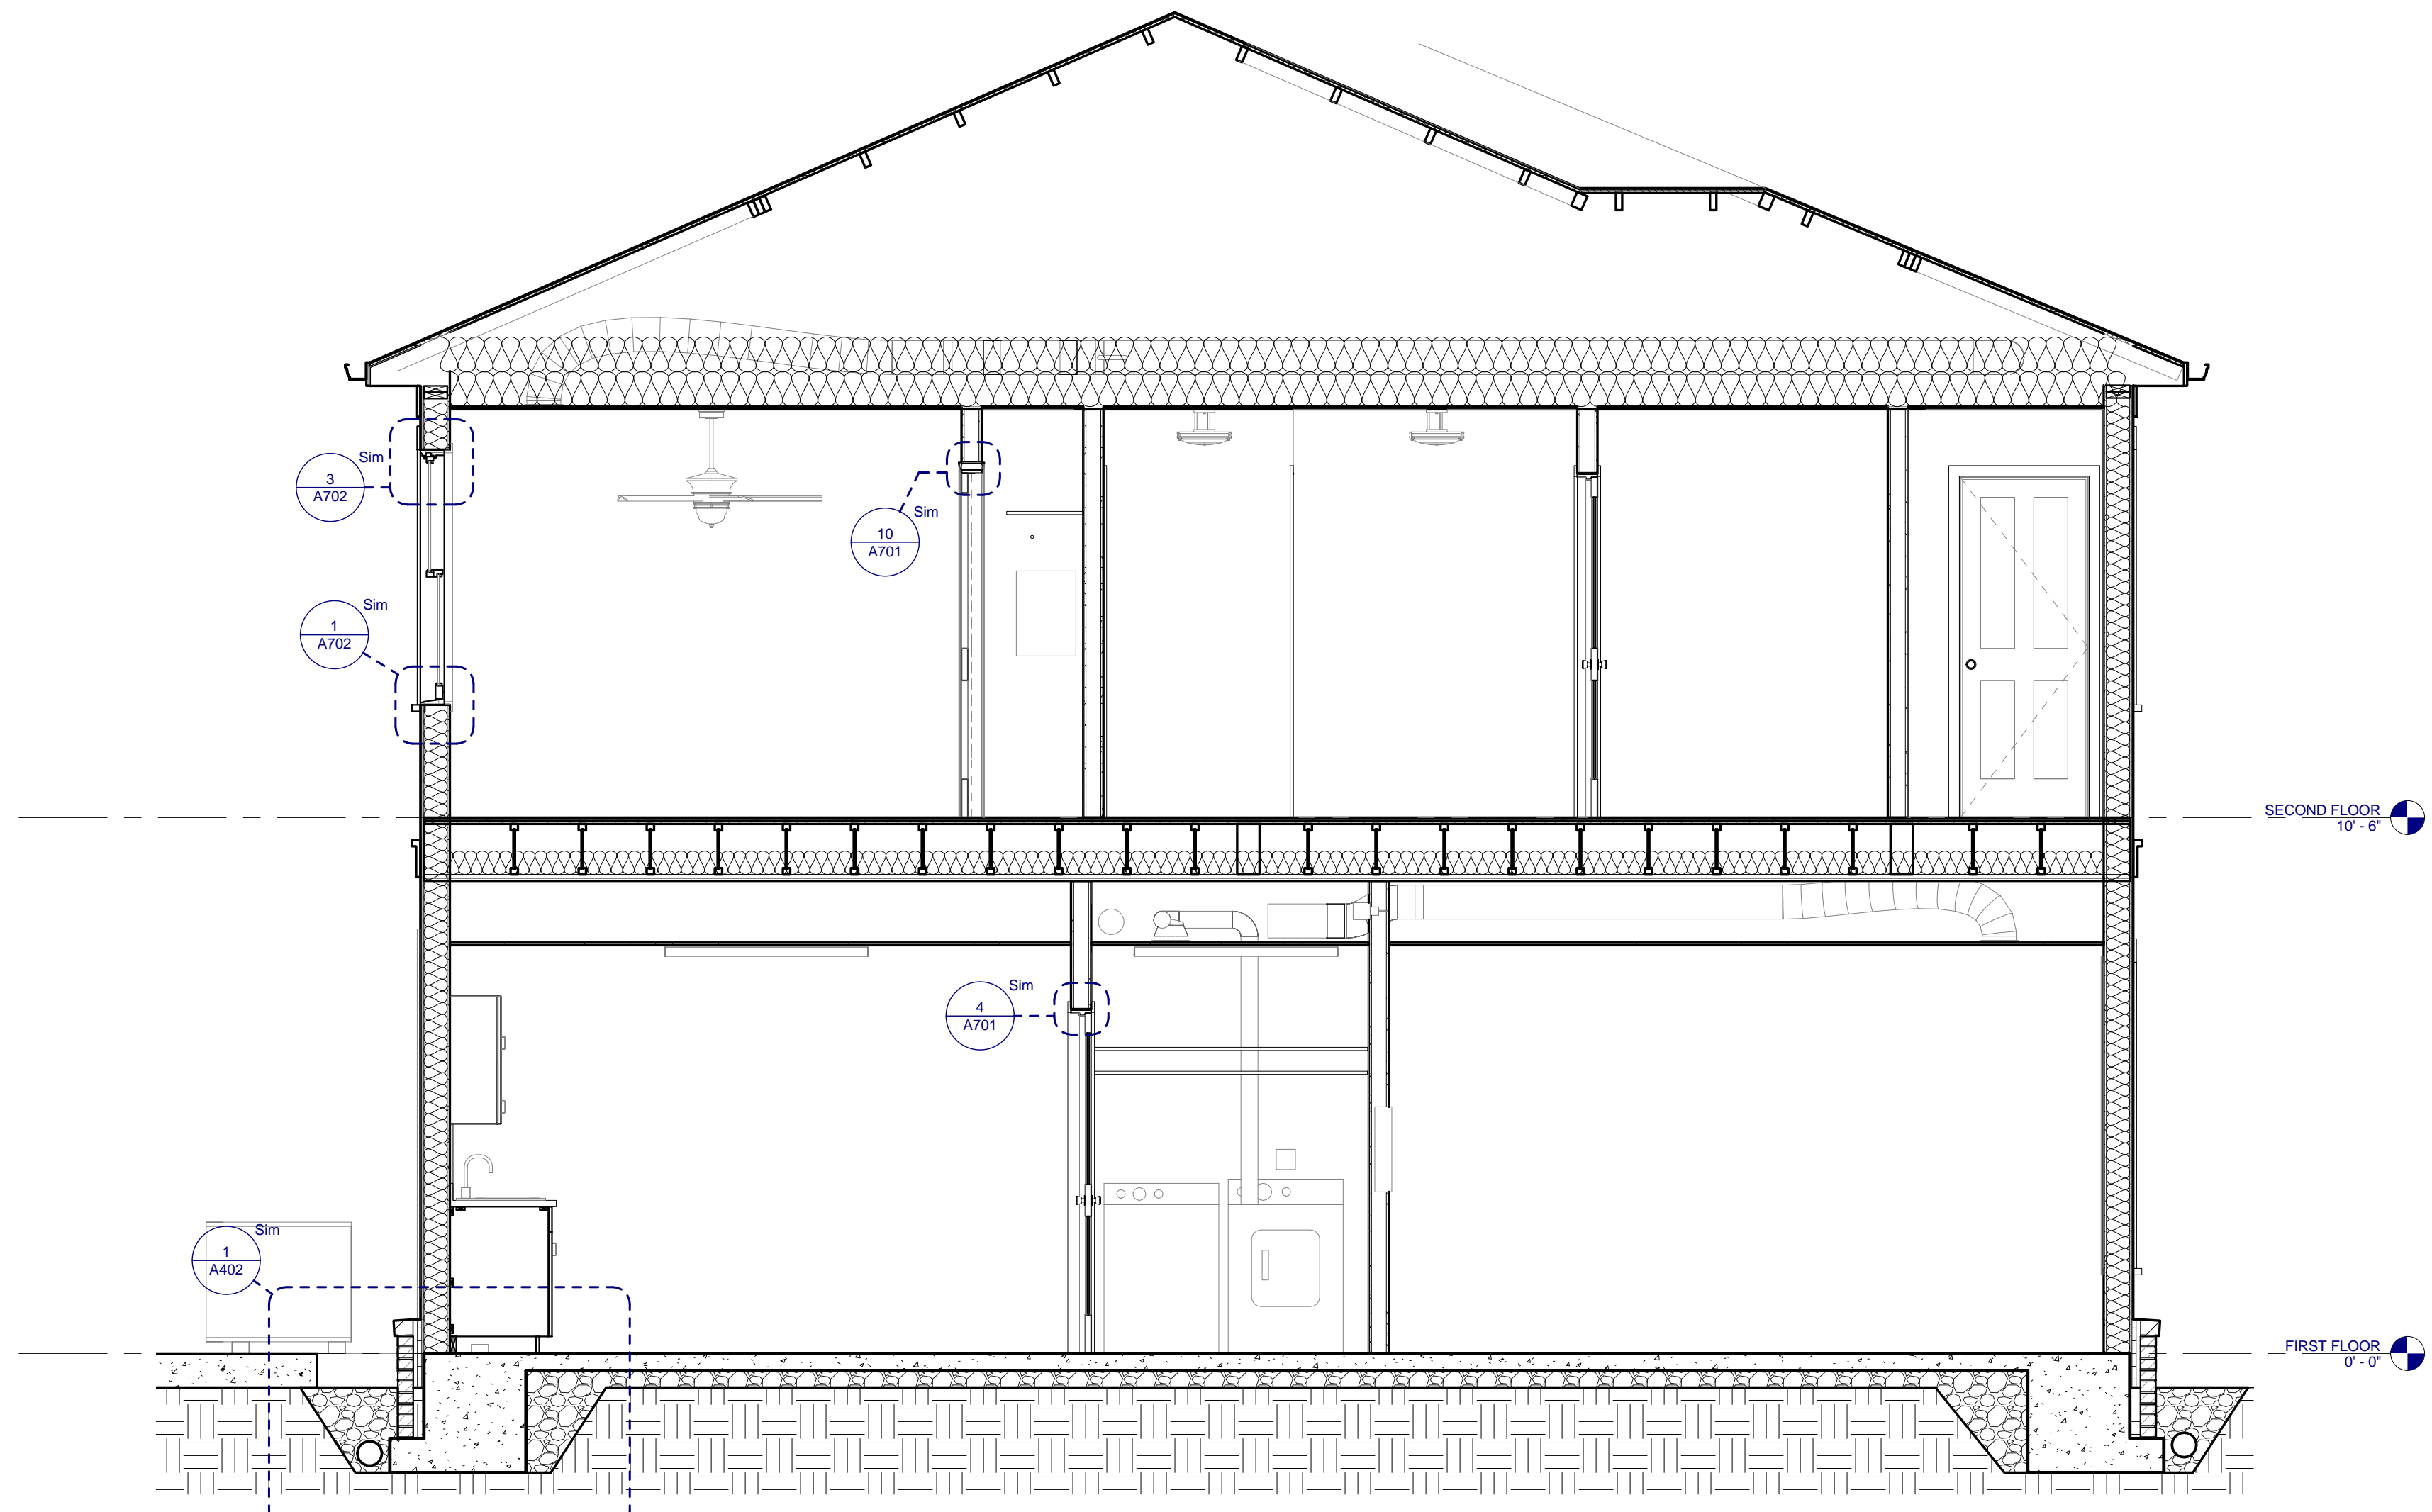 Sim
3
A702
Sim
10
A701
Sim
1
A702
SECOND FLOOR
10' - 6"
Sim
4
A701
Sim
1
A402
FIRST FLOOR
0' - 0"